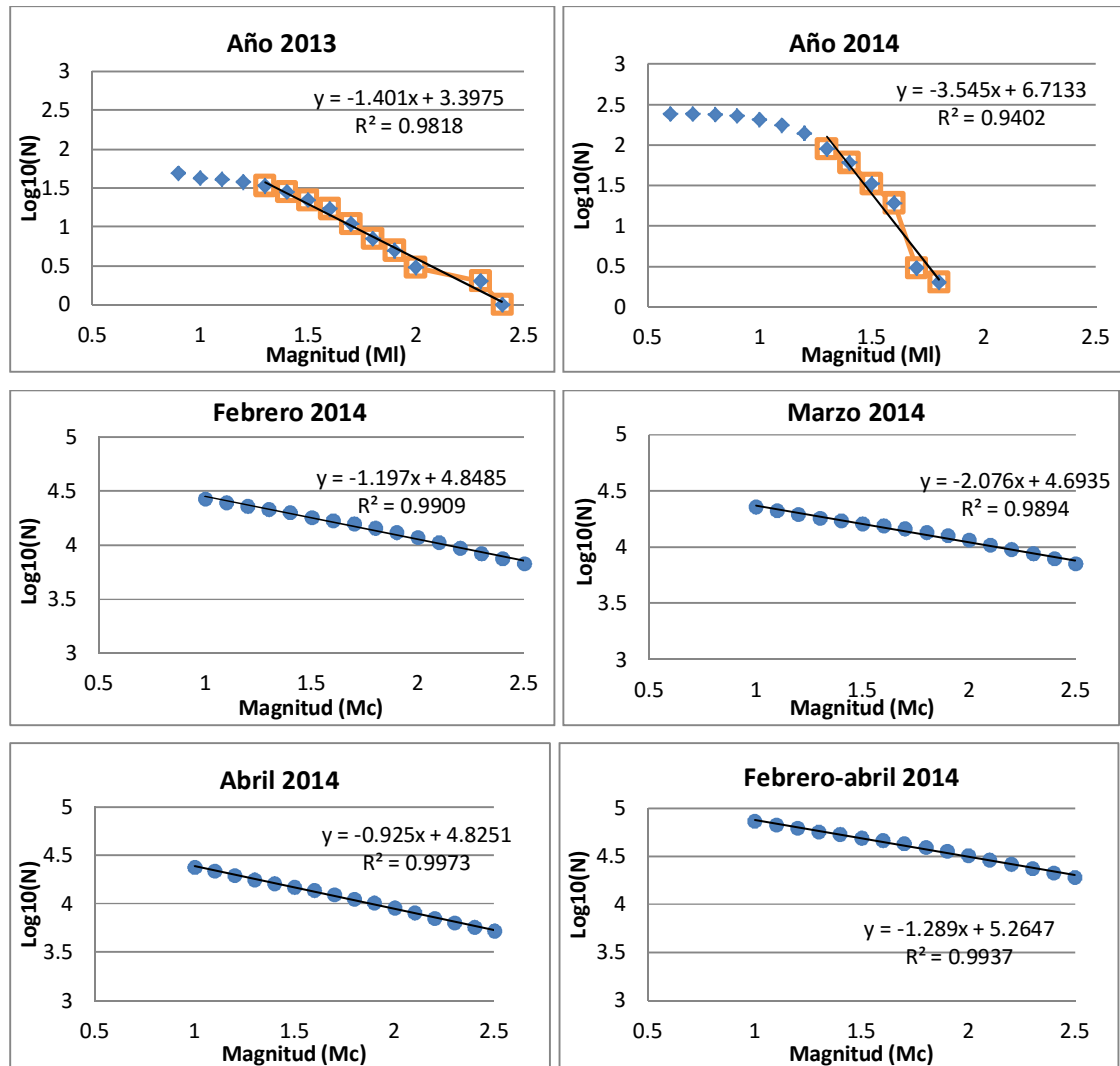 Año 2013
3
2.5
2
1.5
1
0.5
0
y = -1.401x + 3.3975
R² = 0.9818
Log10(N)
0.5
1
1.5
2
2.5
Magnitud (Ml)
Año 2014
3
2.5
2
1.5
1
0.5
0
y = -3.545x + 6.7133
R² = 0.9402
Log10(N)
0.5
1
1.5
2
2.5
Magnitud (Ml)
Febrero 2014
5
4.5
4
3.5
3
y = -1.197x + 4.8485
R² = 0.9909
Log10(N)
0.5
1
1.5
2
2.5
Magnitud (Mc)
Marzo 2014
5
4.5
4
3.5
3
y = -2.076x + 4.6935
R² = 0.9894
Log10(N)
0.5
1
1.5
2
2.5
Magnitud (Mc)
Abril 2014
5
4.5
4
3.5
3
y = -0.925x + 4.8251
R² = 0.9973
Log10(N)
0.5
1
1.5
2
2.5
Magnitud (Mc)
Febrero-abril 2014
5
4.5
4
3.5
3
y = -1.289x + 5.2647
R² = 0.9937
Log10(N)
0.5
1
1.5
2
2.5
Magnitud (Mc)